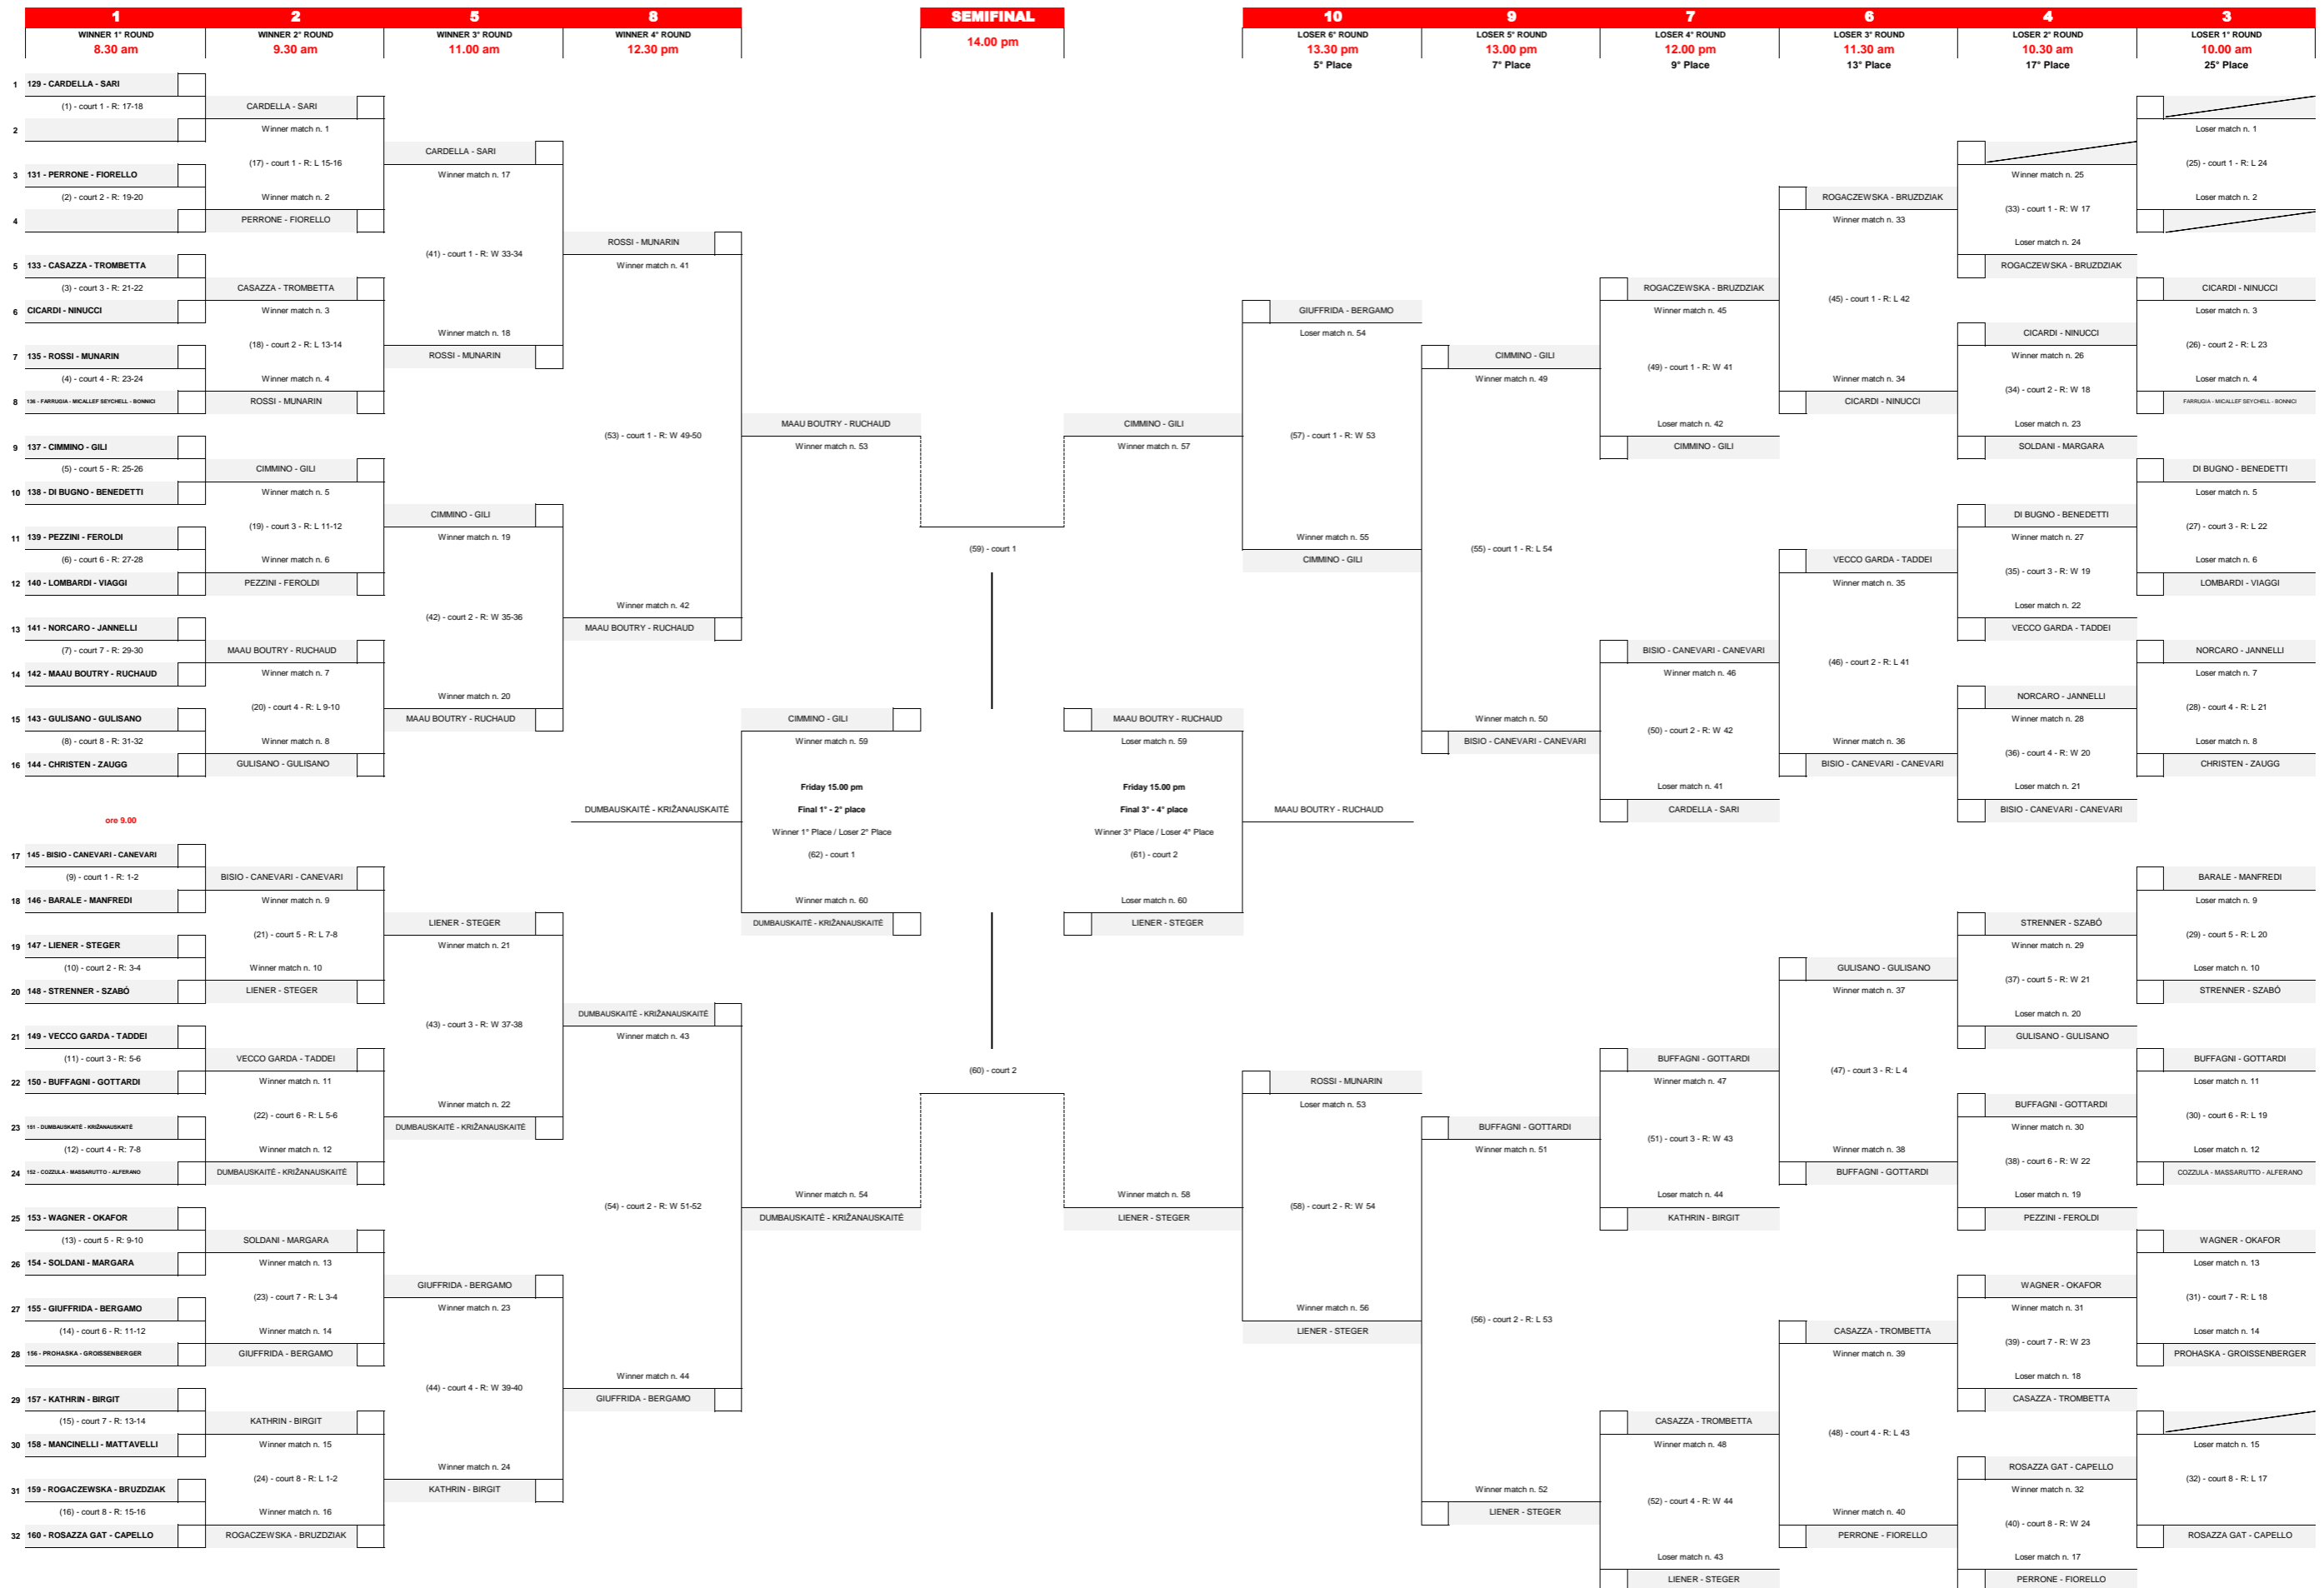 1 2 5 8 SEMIFINAL 10 9 7 6 4 3
WINNER 1° ROUND WINNER 2° ROUND WINNER 3° ROUND WINNER 4° ROUND LOSER 6° ROUND LOSER 5° ROUND LOSER 4° ROUND LOSER 3° ROUND LOSER 2° ROUND LOSER 1° ROUND
8.30 am 9.30 am 11.00 am 12.30 pm 14.00 pm 13.30 pm 13.00 pm 12.00 pm 11.30 am 10.30 am 10.00 am
5° Place 7° Place 9° Place 13° Place 17° Place 25° Place
1 129 - CARDELLA - SARI
(1) - court 1 - R: 17-18
2
3 131 - PERRONE - FIORELLO
(2) - court 2 - R: 19-20
4
5 133 - CASAZZA - TROMBETTA
(3) - court 3 - R: 21-22
6 CICARDI - NINUCCI
7 135 - ROSSI - MUNARIN
(4) - court 4 - R: 23-24
8 136 - FARRUGIA - MICALLEF SEYCHELL - BONNICI
9 137 - CIMMINO - GILI
(5) - court 5 - R: 25-26
10 138 - DI BUGNO - BENEDETTI
11 139 - PEZZINI - FEROLDI
(6) - court 6 - R: 27-28
12 140 - LOMBARDI - VIAGGI
13 141 - NORCARO - JANNELLI
(7) - court 7 - R: 29-30
14 142 - MAAU BOUTRY - RUCHAUD
15 143 - GULISANO - GULISANO
(8) - court 8 - R: 31-32
16 144 - CHRISTEN - ZAUGG
ore 9.00
17 145 - BISIO - CANEVARI - CANEVARI
(9) - court 1 - R: 1-2
18 146 - BARALE - MANFREDI
19 147 - LIENER - STEGER
(10) - court 2 - R: 3-4
20 148 - STRENNER - SZABÓ
21 149 - VECCO GARDA - TADDEI
(11) - court 3 - R: 5-6
22 150 - BUFFAGNI - GOTTARDI
23 151 - DUMBAUSKAITĖ - KRIŽANAUSKAITĖ
(12) - court 4 - R: 7-8
24 152 - COZZULA - MASSARUTTO - ALFERANO
25 153 - WAGNER - OKAFOR
(13) - court 5 - R: 9-10
26 154 - SOLDANI - MARGARA
27 155 - GIUFFRIDA - BERGAMO
(14) - court 6 - R: 11-12
28 156 - PROHASKA - GROISSENBERGER
29 157 - KATHRIN - BIRGIT
(15) - court 7 - R: 13-14
30 158 - MANCINELLI - MATTAVELLI
31 159 - ROGACZEWSKA - BRUZDZIAK
(16) - court 8 - R: 15-16
32 160 - ROSAZZA GAT - CAPELLO
CARDELLA - SARI
Winner match n. 1
(17) - court 1 - R: L 15-16
Winner match n. 2
PERRONE - FIORELLO
CASAZZA - TROMBETTA
Winner match n. 3
(18) - court 2 - R: L 13-14
Winner match n. 4
ROSSI - MUNARIN
CIMMINO - GILI
Winner match n. 5
(19) - court 3 - R: L 11-12
Winner match n. 6
PEZZINI - FEROLDI
MAAU BOUTRY - RUCHAUD
Winner match n. 7
(20) - court 4 - R: L 9-10
Winner match n. 8
GULISANO - GULISANO
BISIO - CANEVARI - CANEVARI
Winner match n. 9
(21) - court 5 - R: L 7-8
Winner match n. 10
LIENER - STEGER
VECCO GARDA - TADDEI
Winner match n. 11
(22) - court 6 - R: L 5-6
Winner match n. 12
DUMBAUSKAITĖ - KRIŽANAUSKAITĖ
SOLDANI - MARGARA
Winner match n. 13
(23) - court 7 - R: L 3-4
Winner match n. 14
GIUFFRIDA - BERGAMO
KATHRIN - BIRGIT
Winner match n. 15
(24) - court 8 - R: L 1-2
Winner match n. 16
ROGACZEWSKA - BRUZDZIAK
CARDELLA - SARI
Winner match n. 17
(41) - court 1 - R: W 33-34
Winner match n. 18
ROSSI - MUNARIN
CIMMINO - GILI
Winner match n. 19
(42) - court 2 - R: W 35-36
Winner match n. 20
MAAU BOUTRY - RUCHAUD
LIENER - STEGER
Winner match n. 21
(43) - court 3 - R: W 37-38
Winner match n. 22
DUMBAUSKAITĖ - KRIŽANAUSKAITĖ
GIUFFRIDA - BERGAMO
Winner match n. 23
(44) - court 4 - R: W 39-40
Winner match n. 24
KATHRIN - BIRGIT
ROSSI - MUNARIN
Winner match n. 41
(53) - court 1 - R: W 49-50
Winner match n. 42
MAAU BOUTRY - RUCHAUD
DUMBAUSKAITĖ - KRIŽANAUSKAITĖ
DUMBAUSKAITĖ - KRIŽANAUSKAITĖ
Winner match n. 43
(54) - court 2 - R: W 51-52
Winner match n. 44
GIUFFRIDA - BERGAMO
MAAU BOUTRY - RUCHAUD
Winner match n. 53
CIMMINO - GILI
Winner match n. 59
Friday 15.00 pm
Final 1° - 2° place
Winner 1° Place / Loser 2° Place
(62) - court 1
Winner match n. 60
DUMBAUSKAITĖ - KRIŽANAUSKAITĖ
Winner match n. 54
DUMBAUSKAITĖ - KRIŽANAUSKAITĖ
(59) - court 1
(60) - court 2
CIMMINO - GILI
Winner match n. 57
MAAU BOUTRY - RUCHAUD
Loser match n. 59
Friday 15.00 pm
Final 3° - 4° place
Winner 3° Place / Loser 4° Place
(61) - court 2
Loser match n. 60
LIENER - STEGER
Winner match n. 58
LIENER - STEGER
GIUFFRIDA - BERGAMO
Loser match n. 54
(57) - court 1 - R: W 53
Winner match n. 55
CIMMINO - GILI
MAAU BOUTRY - RUCHAUD
ROSSI - MUNARIN
Loser match n. 53
(58) - court 2 - R: W 54
Winner match n. 56
LIENER - STEGER
CIMMINO - GILI
Winner match n. 49
(55) - court 1 - R: L 54
Winner match n. 50
BISIO - CANEVARI - CANEVARI
BUFFAGNI - GOTTARDI
Winner match n. 51
(56) - court 2 - R: L 53
Winner match n. 52
LIENER - STEGER
ROGACZEWSKA - BRUZDZIAK
Winner match n. 45
(49) - court 1 - R: W 41
Loser match n. 42
CIMMINO - GILI
BISIO - CANEVARI - CANEVARI
Winner match n. 46
(50) - court 2 - R: W 42
Loser match n. 41
CARDELLA - SARI
BUFFAGNI - GOTTARDI
Winner match n. 47
(51) - court 3 - R: W 43
Loser match n. 44
KATHRIN - BIRGIT
CASAZZA - TROMBETTA
Winner match n. 48
(52) - court 4 - R: W 44
Loser match n. 43
LIENER - STEGER
ROGACZEWSKA - BRUZDZIAK
Winner match n. 33
(45) - court 1 - R: L 42
Winner match n. 34
CICARDI - NINUCCI
VECCO GARDA - TADDEI
Winner match n. 35
(46) - court 2 - R: L 41
Winner match n. 36
BISIO - CANEVARI - CANEVARI
GULISANO - GULISANO
Winner match n. 37
(47) - court 3 - R: L 4
Winner match n. 38
BUFFAGNI - GOTTARDI
CASAZZA - TROMBETTA
Winner match n. 39
(48) - court 4 - R: L 43
Winner match n. 40
PERRONE - FIORELLO
Winner match n. 25
(33) - court 1 - R: W 17
Loser match n. 24
ROGACZEWSKA - BRUZDZIAK
CICARDI - NINUCCI
Winner match n. 26
(34) - court 2 - R: W 18
Loser match n. 23
SOLDANI - MARGARA
DI BUGNO - BENEDETTI
Winner match n. 27
(35) - court 3 - R: W 19
Loser match n. 22
VECCO GARDA - TADDEI
NORCARO - JANNELLI
Winner match n. 28
(36) - court 4 - R: W 20
Loser match n. 21
BISIO - CANEVARI - CANEVARI
STRENNER - SZABÓ
Winner match n. 29
(37) - court 5 - R: W 21
Loser match n. 20
GULISANO - GULISANO
BUFFAGNI - GOTTARDI
Winner match n. 30
(38) - court 6 - R: W 22
Loser match n. 19
PEZZINI - FEROLDI
WAGNER - OKAFOR
Winner match n. 31
(39) - court 7 - R: W 23
Loser match n. 18
CASAZZA - TROMBETTA
ROSAZZA GAT - CAPELLO
Winner match n. 32
(40) - court 8 - R: W 24
Loser match n. 17
PERRONE - FIORELLO
Loser match n. 1
(25) - court 1 - R: L 24
Loser match n. 2
CICARDI - NINUCCI
Loser match n. 3
(26) - court 2 - R: L 23
Loser match n. 4
FARRUGIA - MICALLEF SEYCHELL - BONNICI
DI BUGNO - BENEDETTI
Loser match n. 5
(27) - court 3 - R: L 22
Loser match n. 6
LOMBARDI - VIAGGI
NORCARO - JANNELLI
Loser match n. 7
(28) - court 4 - R: L 21
Loser match n. 8
CHRISTEN - ZAUGG
BARALE - MANFREDI
Loser match n. 9
(29) - court 5 - R: L 20
Loser match n. 10
STRENNER - SZABÓ
BUFFAGNI - GOTTARDI
Loser match n. 11
(30) - court 6 - R: L 19
Loser match n. 12
COZZULA - MASSARUTTO - ALFERANO
WAGNER - OKAFOR
Loser match n. 13
(31) - court 7 - R: L 18
Loser match n. 14
PROHASKA - GROISSENBERGER
Loser match n. 15
(32) - court 8 - R: L 17
ROSAZZA GAT - CAPELLO